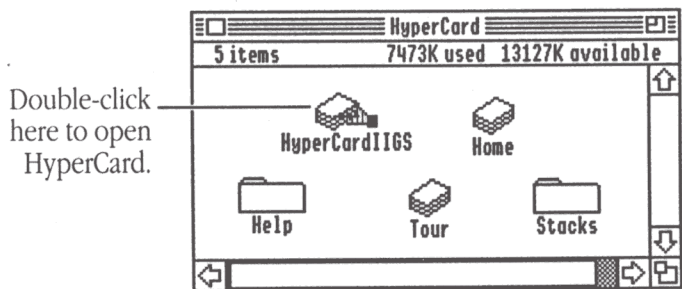 HyperCard
5 items 7473K used 13127K available
Double-click
here to open
HyperCard.
HyperCardIIGS
Home
Help
Tour
Stacks